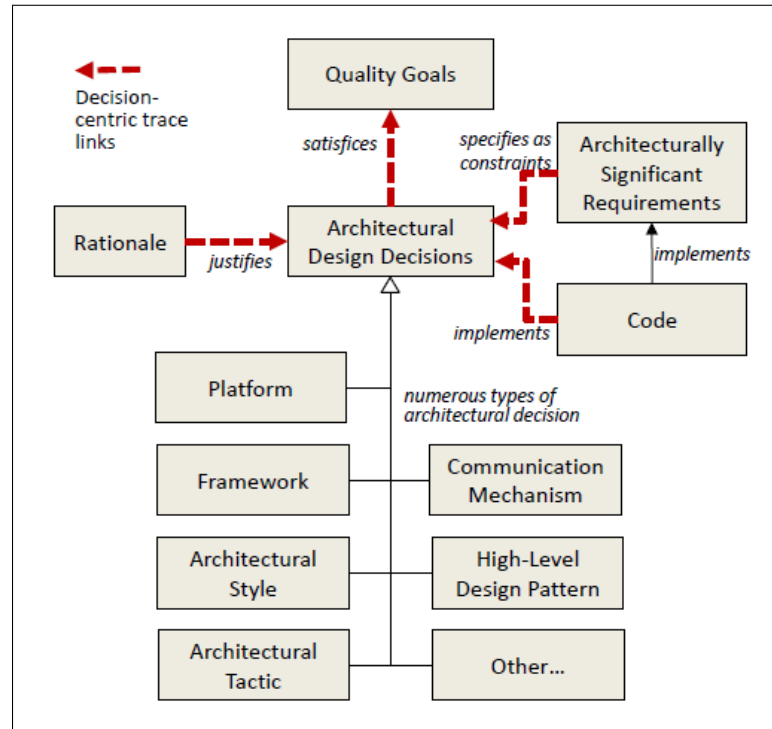 Quality Goals
Decision-
centric trace
links
satisfices
specifies as
constraints
Architecturally
Significant
Requirements
Rationale
justifies
Architectural
Design Decisions
implements
implements
Code
Platform
numerous types of
architectural decision
Framework
Communication
Mechanism
Architectural
Style
High-Level
Design Pattern
Architectural
Tactic
Other...